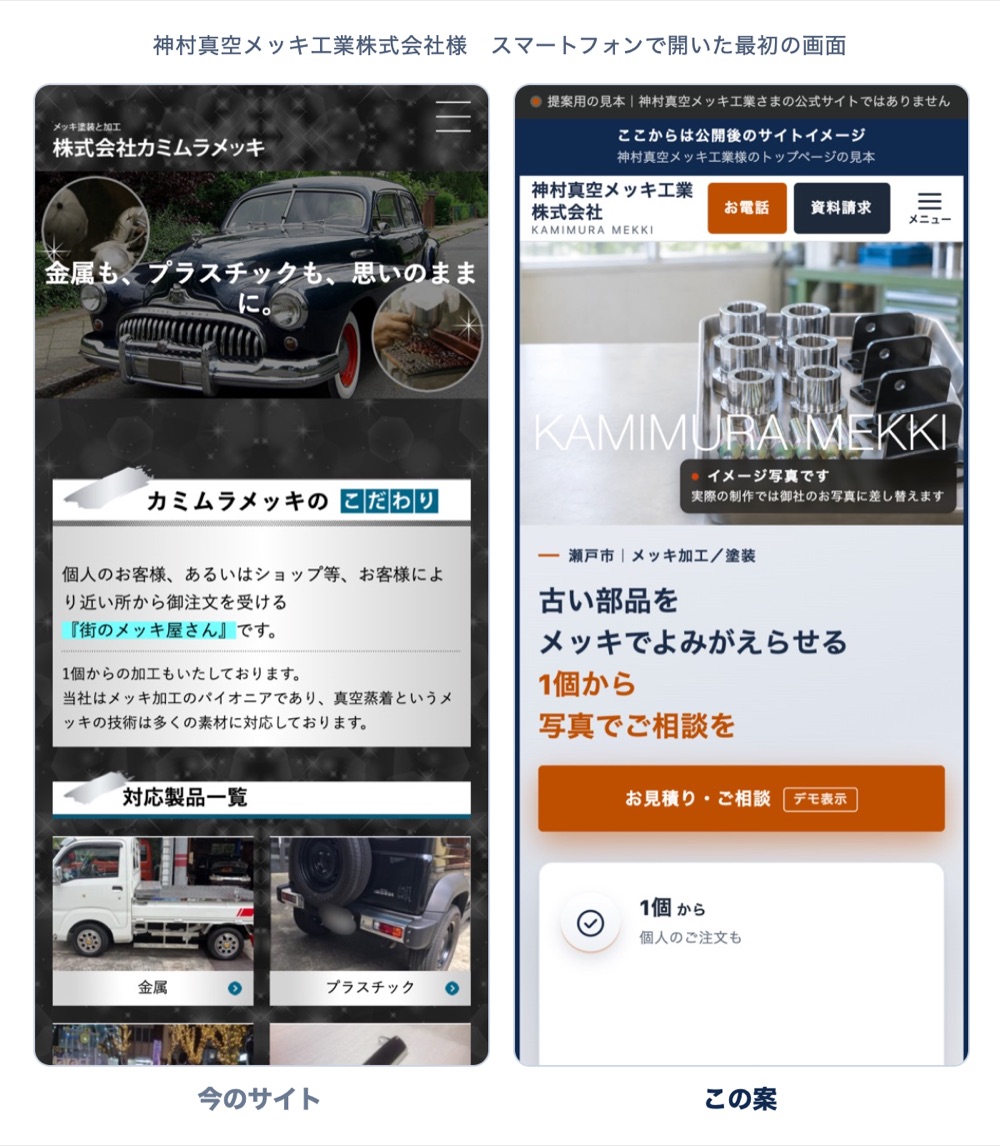 神村真空メッキ工業株式会社様　スマートフォンで開いた最初の画面
メッキ塗装と加工
株式会社カミムラメッキ
金属も、プラスチックも、思いのまま
に。
カミムラメッキの こだわり
個人のお客様、あるいはショップ等、お客様によ
り近い所から御注文を受ける
『街のメッキ屋さん』です。
1個からの加工もいたしております。
当社はメッキ加工のパイオニアであり、真空蒸着というメ
ッキの技術は多くの素材に対応しております。
対応製品一覧
金属
プラスチック
今のサイト
提案用の見本｜神村真空メッキ工業さまの公式サイトではありません
ここからは公開後のサイトイメージ
神村真空メッキ工業様のトップページの見本
神村真空メッキ工業
株式会社
KAMIMURA MEKKI
お電話
資料請求
メニュー
KAMIMURA MEKKI
イメージ写真です
実際の制作では御社のお写真に差し替えます
瀬戸市｜メッキ加工／塗装
古い部品を
メッキでよみがえらせる
1個から
写真でご相談を
お見積り・ご相談 デモ表示
1個 から
個人のご注文も
この案